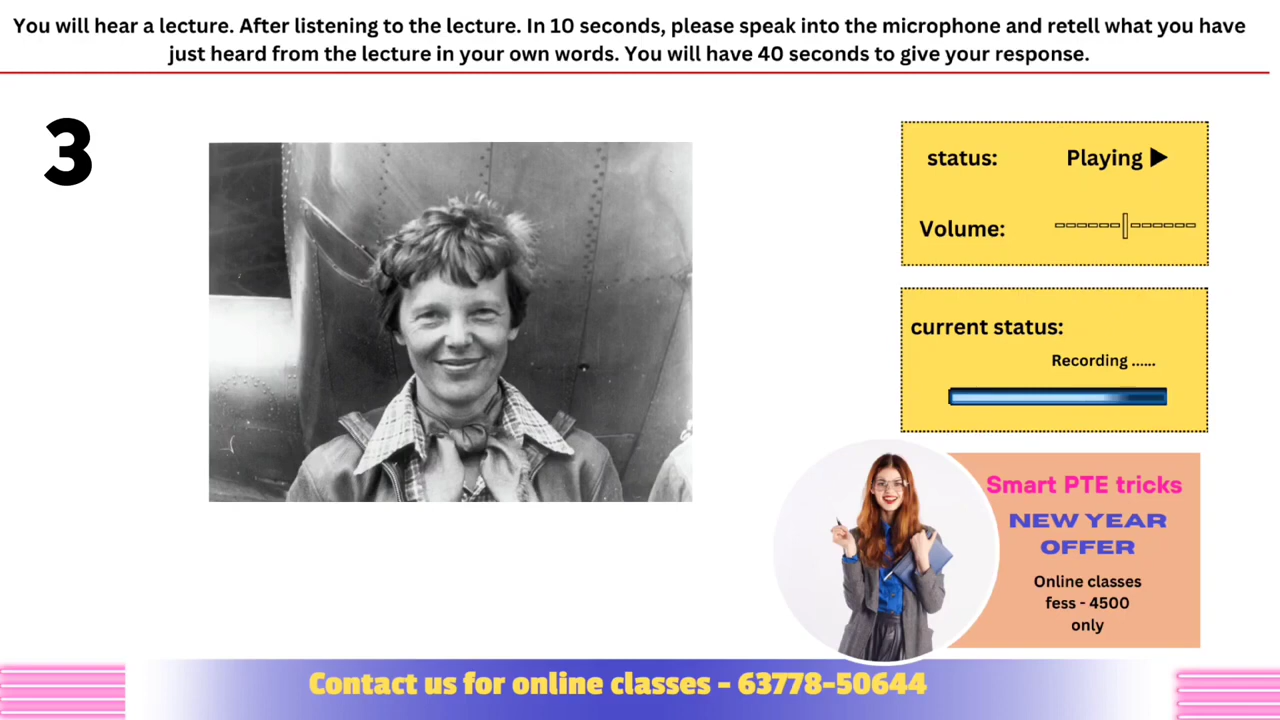 You will hear a lecture. After listening to the lecture. In 10 seconds, please speak into the microphone and retell what you have
just heard from the lecture in your own words. You will have 40 seconds to give your response.
3
status: Playing
Volume:
current status:
Recording ......
Smart PTE tricks
NEW YEAR
OFFER
Online classes
fess - 4500
only
Contact us for online classes - 63778-50644